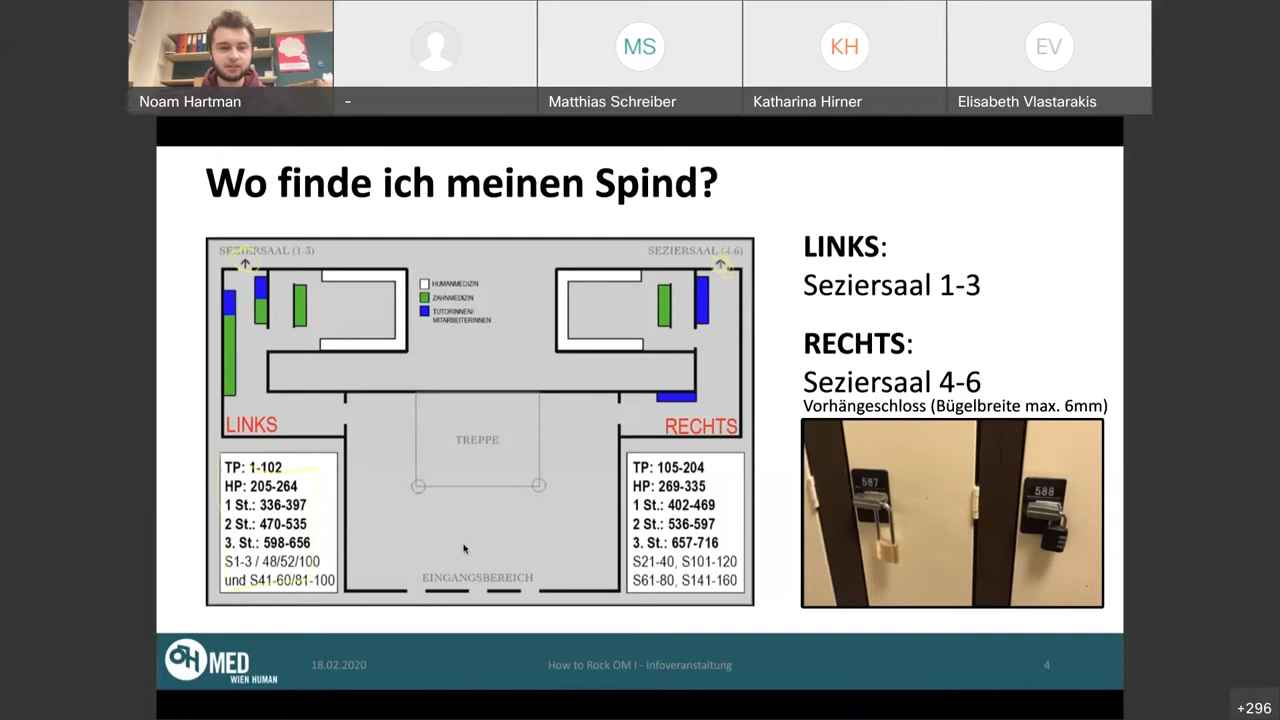 Noam Hartman
-
MS
Matthias Schreiber
KH
Katharina Hirner
EV
Elisabeth Vlastarakis
Wo finde ich meinen Spind?
SEZIERSAAL (1-3)
SEZIERSAAL (4-6)
HUMANMEDIZIN
ZAHNMEDIZIN
TUTORINNEN/
MITARBEITERINNEN
LINKS
RECHTS
TREPPE
EINGANGSBEREICH
TP: 1-102
HP: 205-264
1 St.: 336-397
2 St.: 470-535
3. St.: 598-656
S1-3 / 48/52/100
und S41-60/81-100
TP: 105-204
HP: 269-335
1 St.: 402-469
2 St.: 536-597
3. St.: 657-716
S21-40, S101-120
S61-80, S141-160
LINKS:
Seziersaal 1-3
RECHTS:
Seziersaal 4-6
Vorhängeschloss (Bügelbreite max. 6mm)
587
588
ÖH MED
WIEN HUMAN
18.02.2020
How to Rock OM I - Infoveranstaltung
4
+296